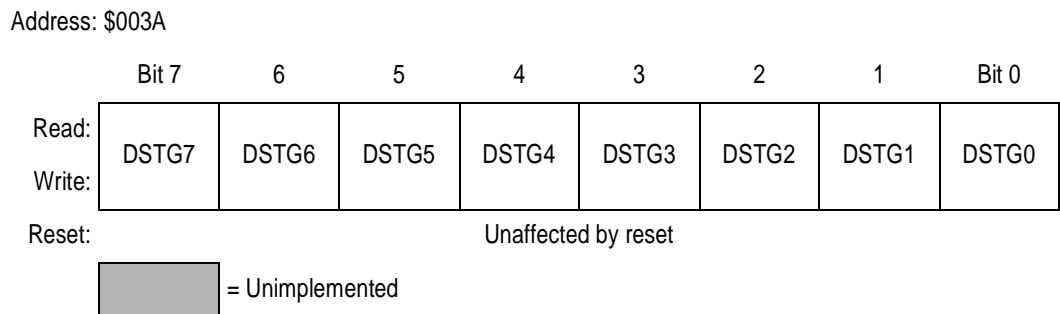 Address: $003A
Bit 7 6 5 4 3 2 1 Bit 0
Read:
DSTG7 DSTG6 DSTG5 DSTG4 DSTG3 DSTG2 DSTG1 DSTG0
Write:
Reset: Unaffected by reset
= Unimplemented